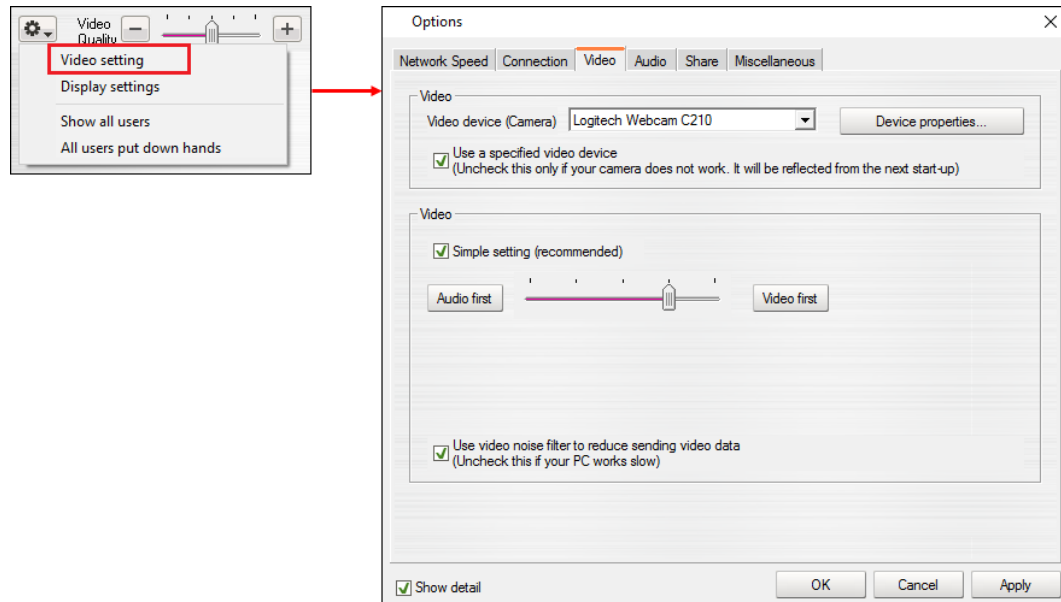 Video
Quality
Video setting
Display settings
Show all users
All users put down hands
Options
Network Speed Connection Video Audio Share Miscellaneous
Video
Video device (Camera) Logitech Webcam C210 Device properties...
Use a specified video device
(Uncheck this only if your camera does not work. It will be reflected from the next start-up)
Video
Simple setting (recommended)
Audio first Video first
Use video noise filter to reduce sending video data
(Uncheck this if your PC works slow)
Show detail OK Cancel Apply